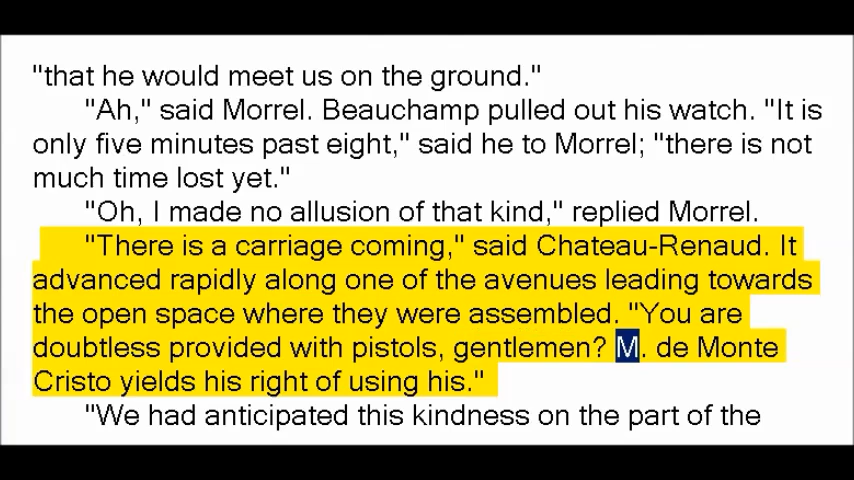 "that he would meet us on the ground."
"Ah," said Morrel. Beauchamp pulled out his watch. "It is
only five minutes past eight," said he to Morrel; "there is not
much time lost yet."
"Oh, I made no allusion of that kind," replied Morrel.
"There is a carriage coming," said Chateau-Renaud. It
advanced rapidly along one of the avenues leading towards
the open space where they were assembled. "You are
doubtless provided with pistols, gentlemen? M. de Monte
Cristo yields his right of using his."
"We had anticipated this kindness on the part of the